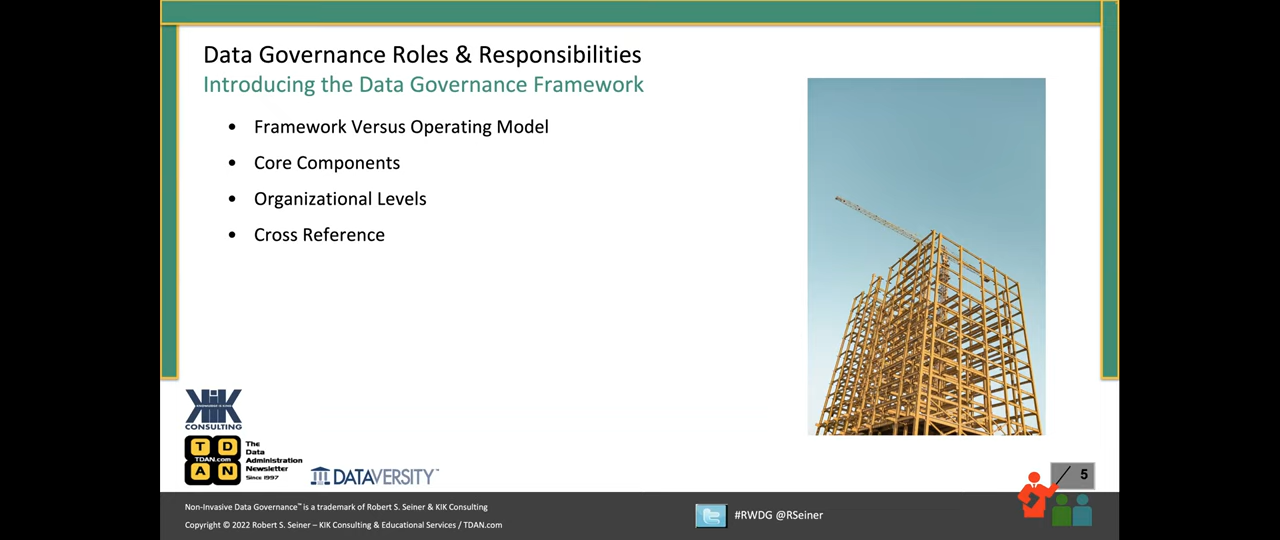 Data Governance Roles & Responsibilities
Introducing the Data Governance Framework
• Framework Versus Operating Model
• Core Components
• Organizational Levels
• Cross Reference
KIK
CONSULTING
T D
TDAN.com
A N
The
Data
Administration
Newsletter
Since 1997
DATAVERSITY™
5
Non-Invasive Data Governance™ is a trademark of Robert S. Seiner & KIK Consulting
Copyright © 2022 Robert S. Seiner – KIK Consulting & Educational Services / TDAN.com
#RWDG @RSeiner